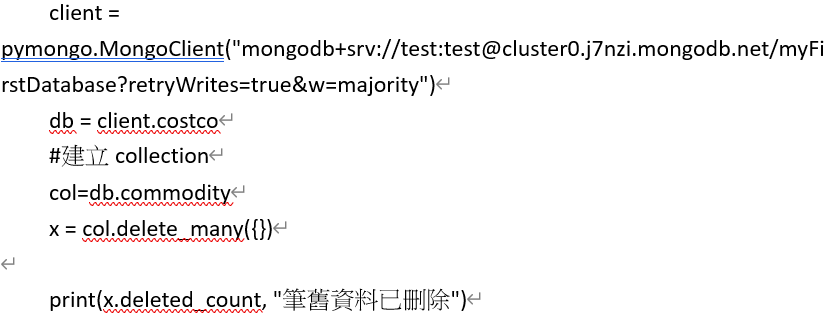 client =
pymongo.MongoClient("mongodb+srv://test:test@cluster0.j7nzi.mongodb.net/myFi
rstDatabase?retryWrites=true&w=majority")
db = client.costco
#建立 collection
col=db.commodity
x = col.delete_many({})
print(x.deleted_count, "筆舊資料已刪除")